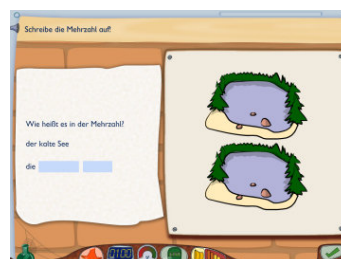 Schreibe die Mehrzahl auf!
Wie heißt es in der Mehrzahl?
der kalte See
die